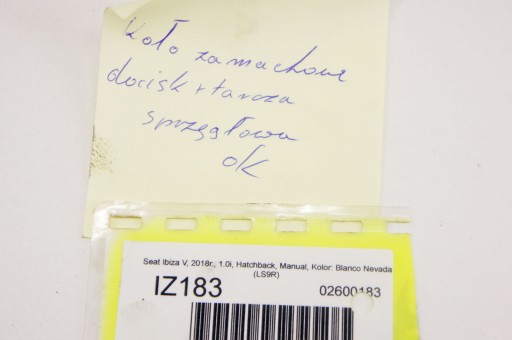 Koło zamachowe
docisk + tarcza
sprzęgłowa
ok
Seat Ibiza V, 2018r., 1.0i, Hatchback, Manual, Kolor: Blanco Nevada
(LS9R)
IZ183
02600183